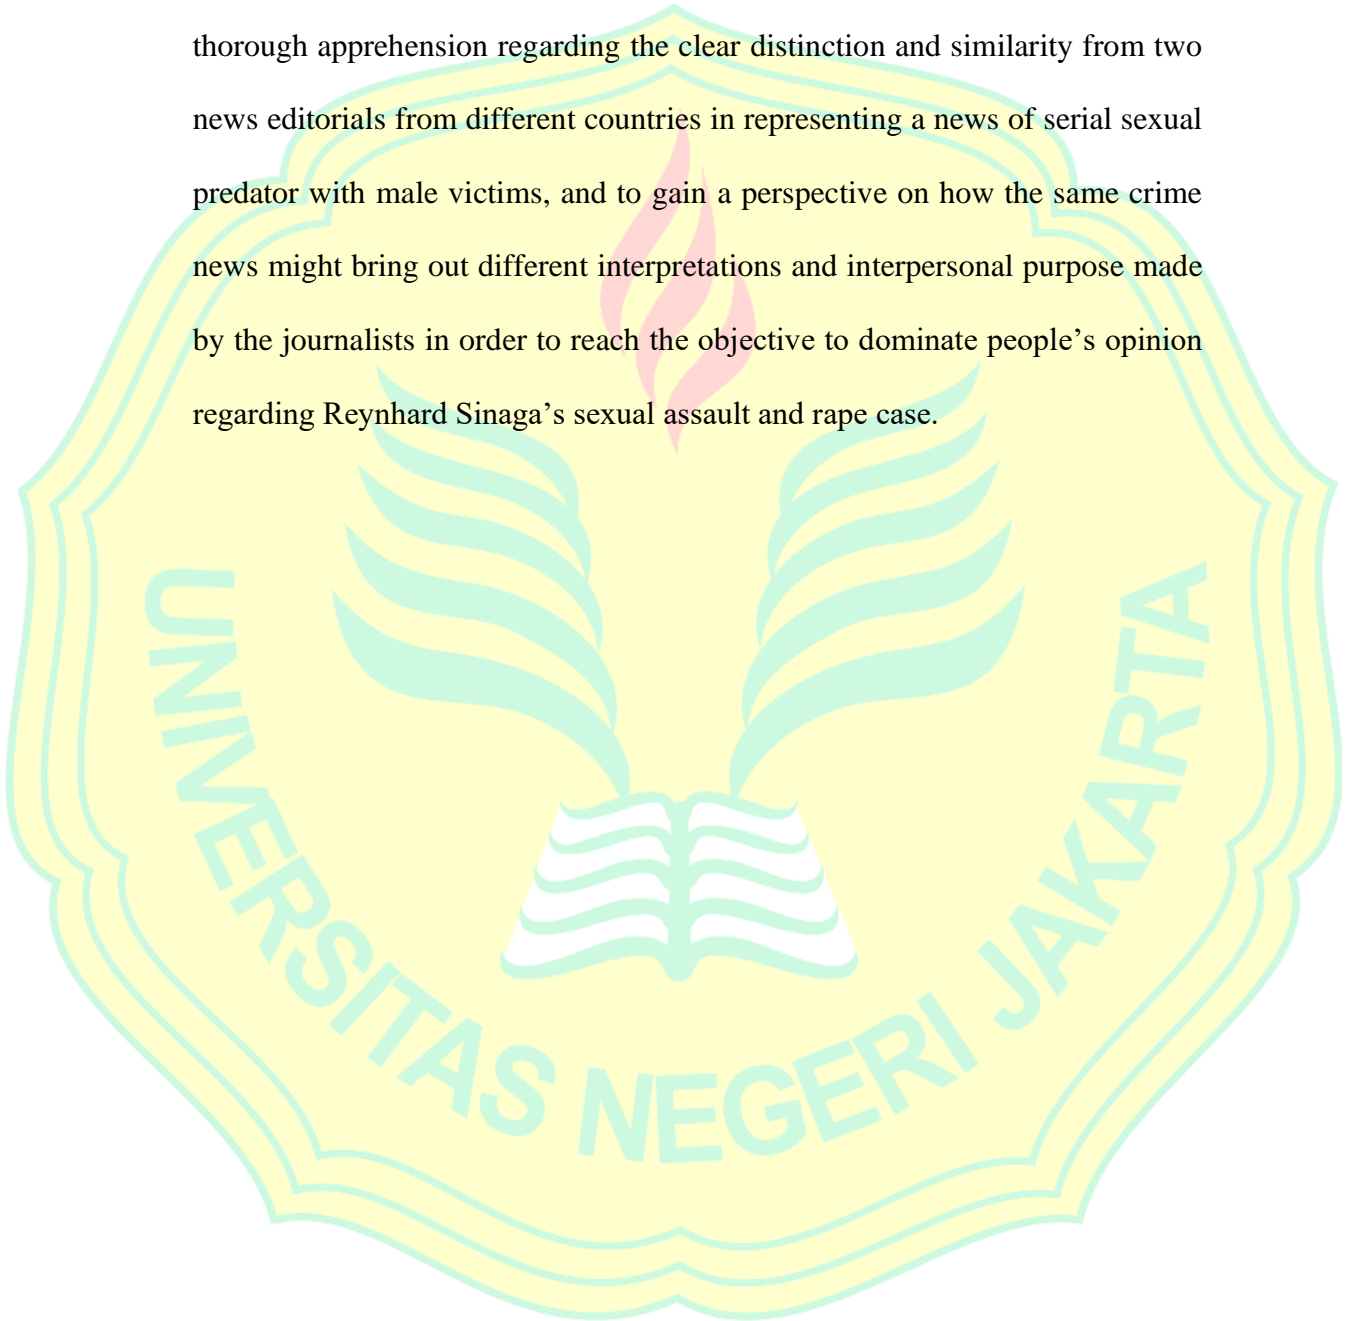 thorough apprehension regarding the clear distinction and similarity from two
news editorials from different countries in representing a news of serial sexual
predator with male victims, and to gain a perspective on how the same crime
news might bring out different interpretations and interpersonal purpose made
by the journalists in order to reach the objective to dominate people’s opinion
regarding Reynhard Sinaga’s sexual assault and rape case.
UNIVERSITAS NEGERI JAKARTA